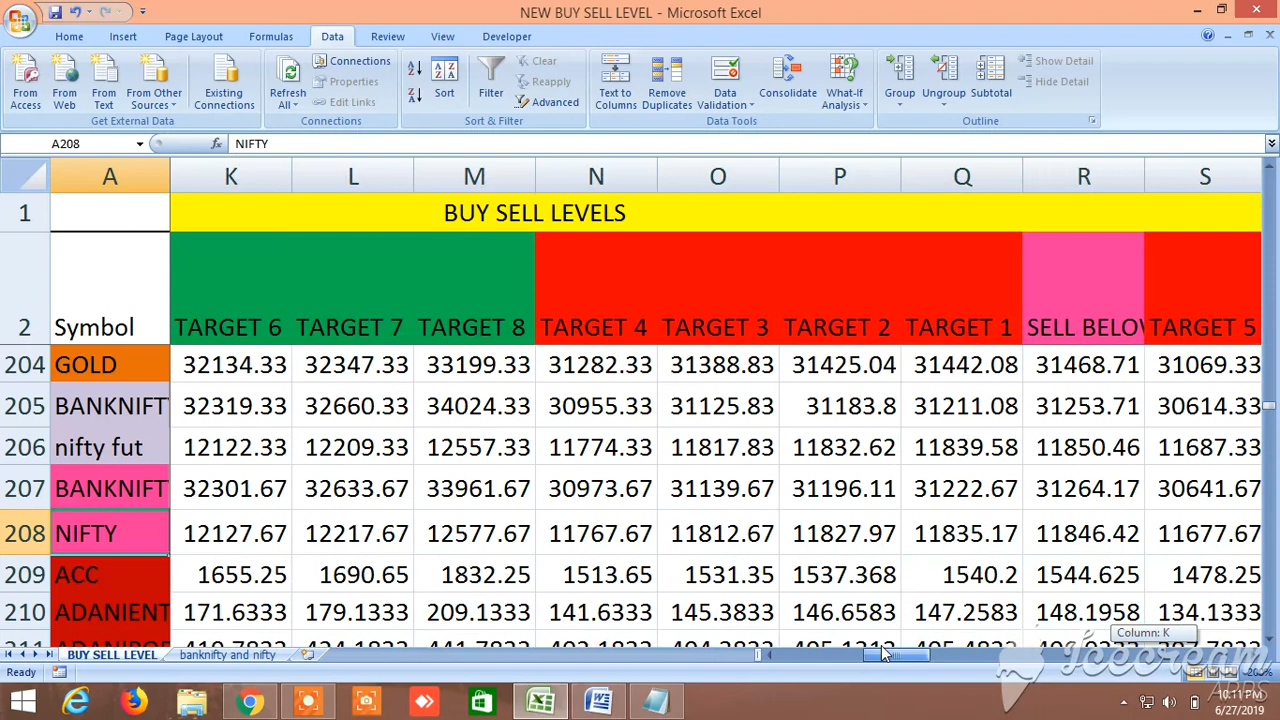 NEW BUY SELL LEVEL - Microsoft Excel
Home Insert Page Layout Formulas Data Review View Developer
From Access
From Web
From Text
From Other Sources
Existing Connections
Get External Data
Refresh All
Connections
Properties
Edit Links
Connections
Sort
Filter
Clear
Reapply
Advanced
Sort & Filter
Text to Columns
Remove Duplicates
Data Validation
Consolidate
What-If Analysis
Data Tools
Group
Ungroup
Subtotal
Show Detail
Hide Detail
Outline
A208 fx NIFTY
A K L M N O P Q R S
1 BUY SELL LEVELS
2 Symbol TARGET 6 TARGET 7 TARGET 8 TARGET 4 TARGET 3 TARGET 2 TARGET 1 SELL BELOW TARGET 5
204 GOLD 32134.33 32347.33 33199.33 31282.33 31388.83 31425.04 31442.08 31468.71 31069.33
205 BANKNIFTY 32319.33 32660.33 34024.33 30955.33 31125.83 31183.8 31211.08 31253.71 30614.33
206 nifty fut 12122.33 12209.33 12557.33 11774.33 11817.83 11832.62 11839.58 11850.46 11687.33
207 BANKNIFTY 32301.67 32633.67 33961.67 30973.67 31139.67 31196.11 31222.67 31264.17 30641.67
208 NIFTY 12127.67 12217.67 12577.67 11767.67 11812.67 11827.97 11835.17 11846.42 11677.67
209 ACC 1655.25 1690.65 1832.25 1513.65 1531.35 1537.368 1540.2 1544.625 1478.25
210 ADANIENT 171.6333 179.1333 209.1333 141.6333 145.3833 146.6583 147.2583 148.1958 134.1333
Column: K
BUY SELL LEVEL banknifty and nifty
Icecream
APPS
Ready 200%
10:11 PM
6/27/2019